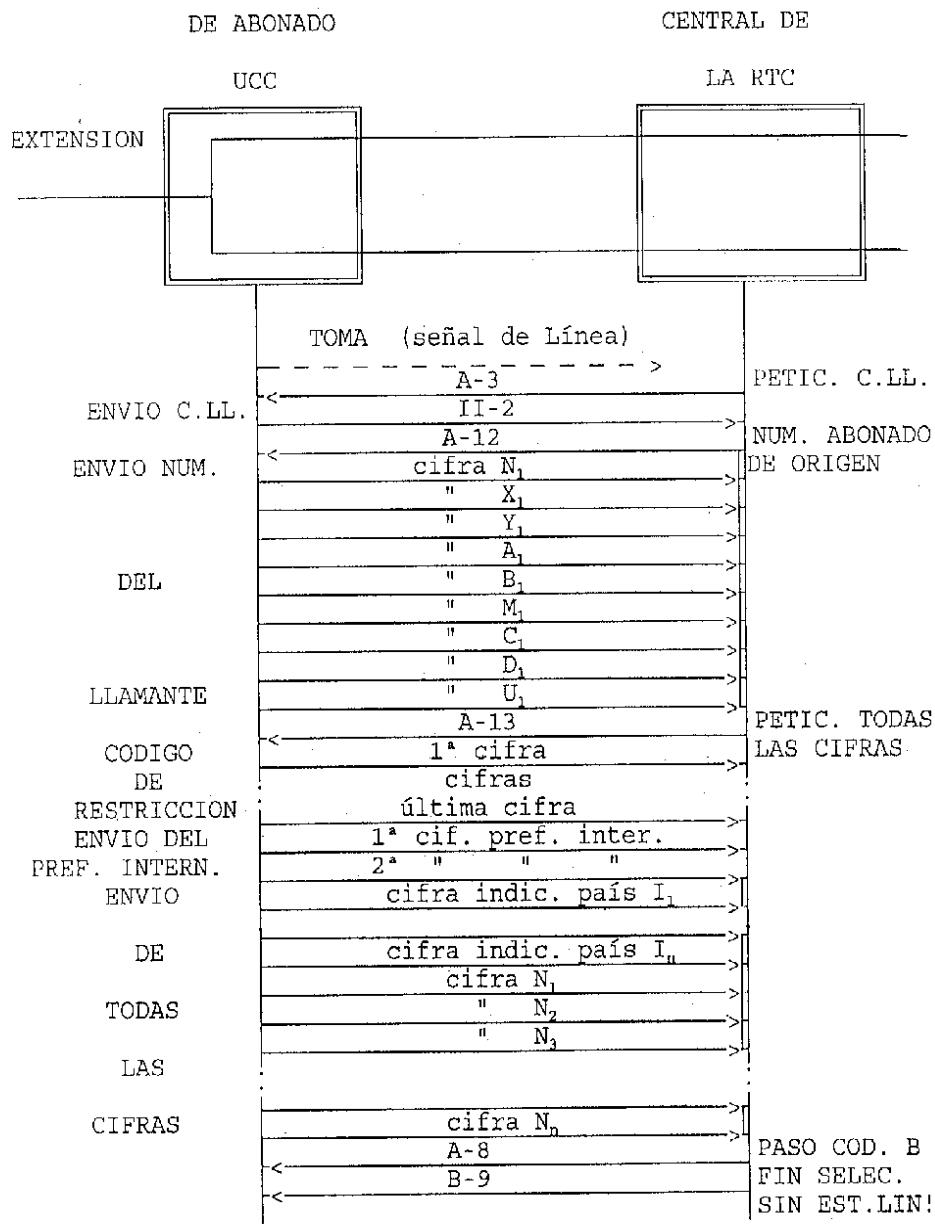 DE ABONADO CENTRAL DE
UCC LA RTC
EXTENSION
TOMA (señal de Línea)
A-3 PETIC. C.LL.
ENVIO C.LL. II-2
A-12 NUM. ABONADO
ENVIO NUM. cifra N₁ DE ORIGEN
" X₁
" Y₁
" A₁
DEL " B₁
" M₁
" C₁
" D₁
LLAMANTE " U₁
A-13 PETIC. TODAS
CODIGO 1ª cifra LAS CIFRAS
DE cifras
RESTRICCION última cifra
ENVIO DEL 1ª cif. pref. inter.
PREF. INTERN. 2ª " " "
ENVIO cifra indic. país I₁
DE cifra indic. país Iₙ
cifra N₁
TODAS " N₂
" N₃
LAS
CIFRAS cifra Nₙ
A-8 PASO COD. B
B-9 FIN SELEC.
SIN EST.LIN!